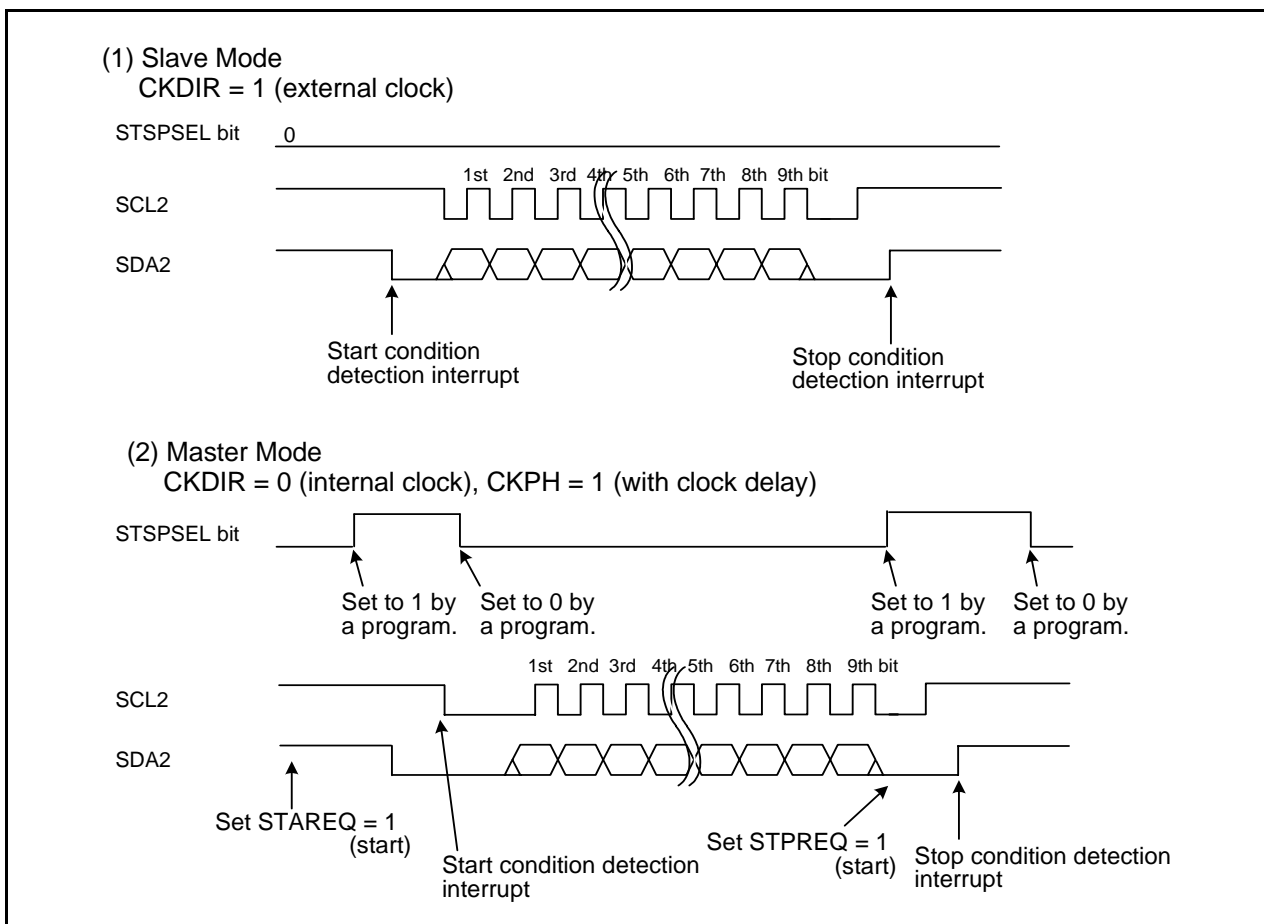 (1) Slave Mode
CKDIR = 1 (external clock)
STSPSEL bit
0
1st 2nd 3rd 4th 5th 6th 7th 8th 9th bit
SCL2
SDA2
Start condition
detection interrupt
Stop condition
detection interrupt
(2) Master Mode
CKDIR = 0 (internal clock), CKPH = 1 (with clock delay)
STSPSEL bit
Set to 1 by
a program.
Set to 0 by
a program.
Set to 1 by
a program.
Set to 0 by
a program.
1st 2nd 3rd 4th 5th 6th 7th 8th 9th bit
SCL2
SDA2
Set STAREQ = 1
(start)
Start condition detection
interrupt
Set STPREQ = 1
(start)
Stop condition detection
interrupt